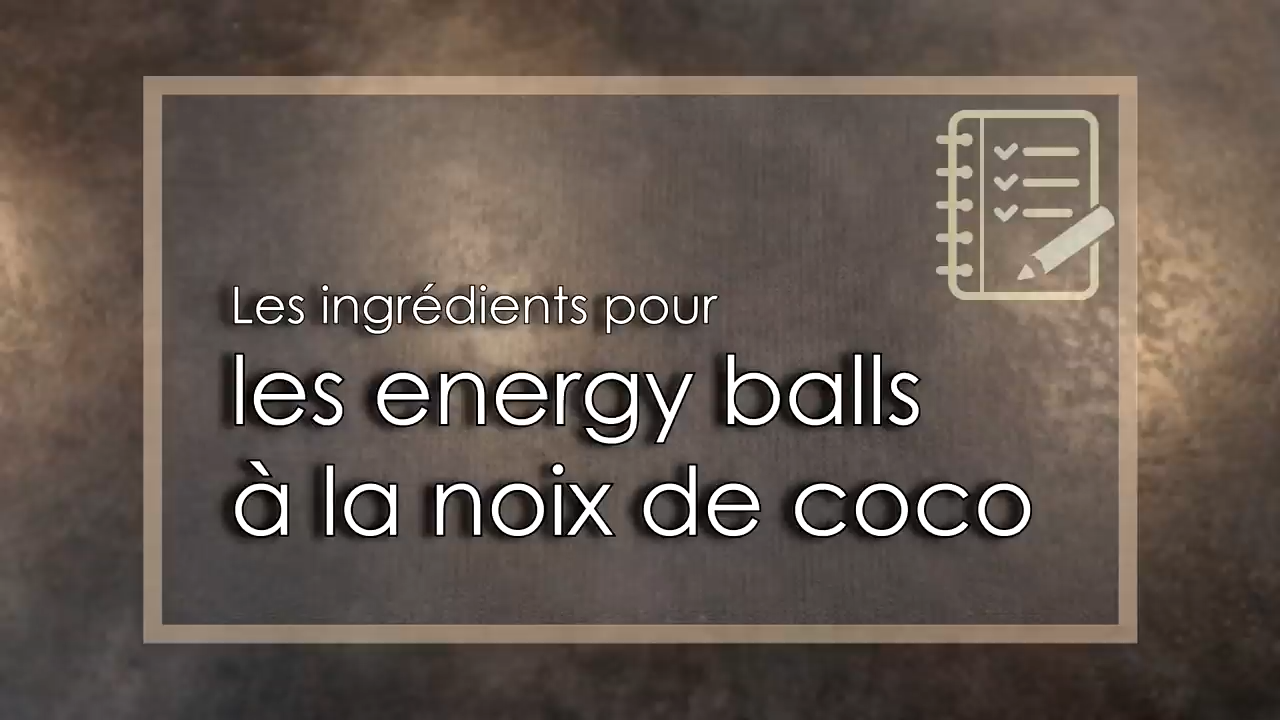 Les ingrédients pour
les energy balls
à la noix de coco